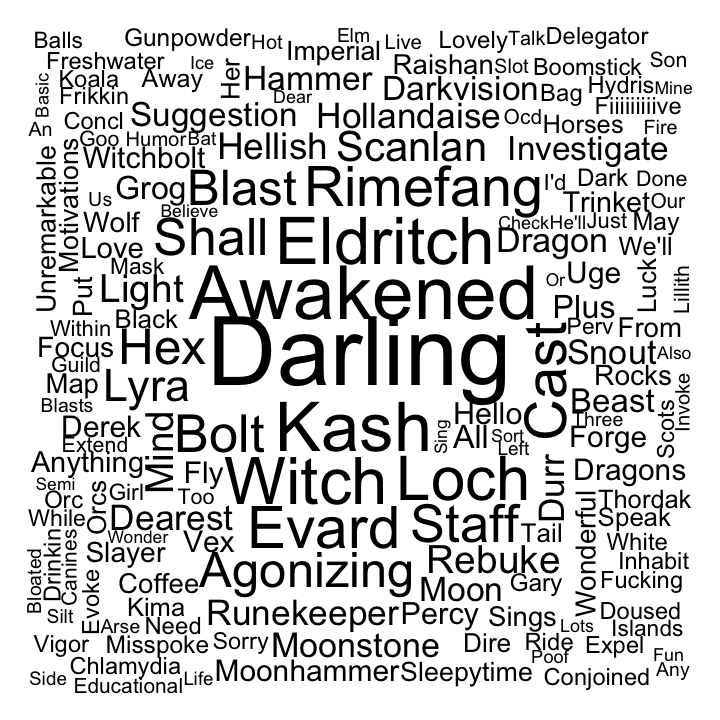 Balls Gunpowder Hot Elm Live Lovely Talk Delegator
Freshwater Ice Her Imperial Raishan Slot Boomstick Son
Basic Koala Away Hammer Darkvision Bag Hydris Mine
Frikkin Dear Fiiiiiiiiive
An Concl Suggestion Hollandaise Ocd Horses Fire
Goo Humor Bat Hellish Scanlan Investigate
Unremarkable Motivations Witchbolt
Us Grog Blast Rimefang I'd Dark Done
Believe Trinket Our
Wolf Shall Eldritch Check He'll Just May
Love Dragon We'll
Mask
Put Light Awakened Or Uge Luck Lillith
Black Plus
Within Darling Cast Perv From
Focus Hex Snout Also
Guild
Map Lyra Rocks
Blasts Kash Hello Beast Invoke
Derek Bolt Sing All Sort Three Scots
Extend Left Forge
Anything Mind Fly Witch Loch Durr Dragons
Semi
Orc Orcs Girl Too Thordak
While Dearest Evard Staff Tail Wonderful Speak
Wonder White
Slayer Vex Rebuke Inhabit
Bloated Drinkin Canines Evoke Coffee Agonizing Moon Gary Fucking
Silt Kima Runekeeper Percy Sings Doused
Arse Need Lots Islands
Vigor Misspoke Sorry Moonstone Dire Ride Expel
Poof Fun
Chlamydia Moonhammer Sleepytime Any
Side Educational Life Conjoined